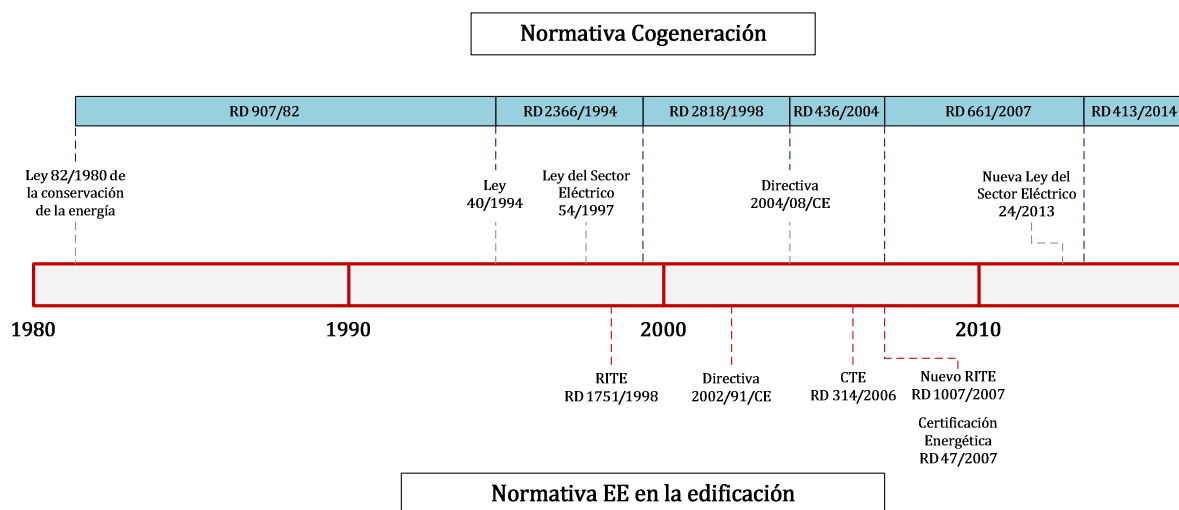 Normativa Cogeneración
RD 907/82
RD 2366/1994
RD 2818/1998
RD 436/2004
RD 661/2007
RD 413/2014
Ley 82/1980 de
la conservación
de la energía
Ley
40/1994
Ley del Sector
Eléctrico
54/1997
Directiva
2004/08/CE
Nueva Ley del
Sector Eléctrico
24/2013
1980
1990
2000
2010
RITE
RD 1751/1998
Directiva
2002/91/CE
CTE
RD 314/2006
Nuevo RITE
RD 1007/2007
Certificación
Energética
RD 47/2007
Normativa EE en la edificación